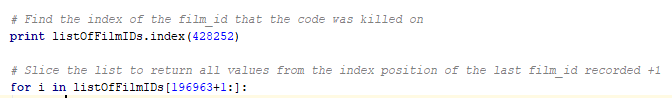 # Find the index of the film_id that the code was killed on
print listOfFilmIDs.index(428252)
# Slice the list to return all values from the index position of the last film_id recorded +1
for i in listOfFilmIDs[196963+1:]: